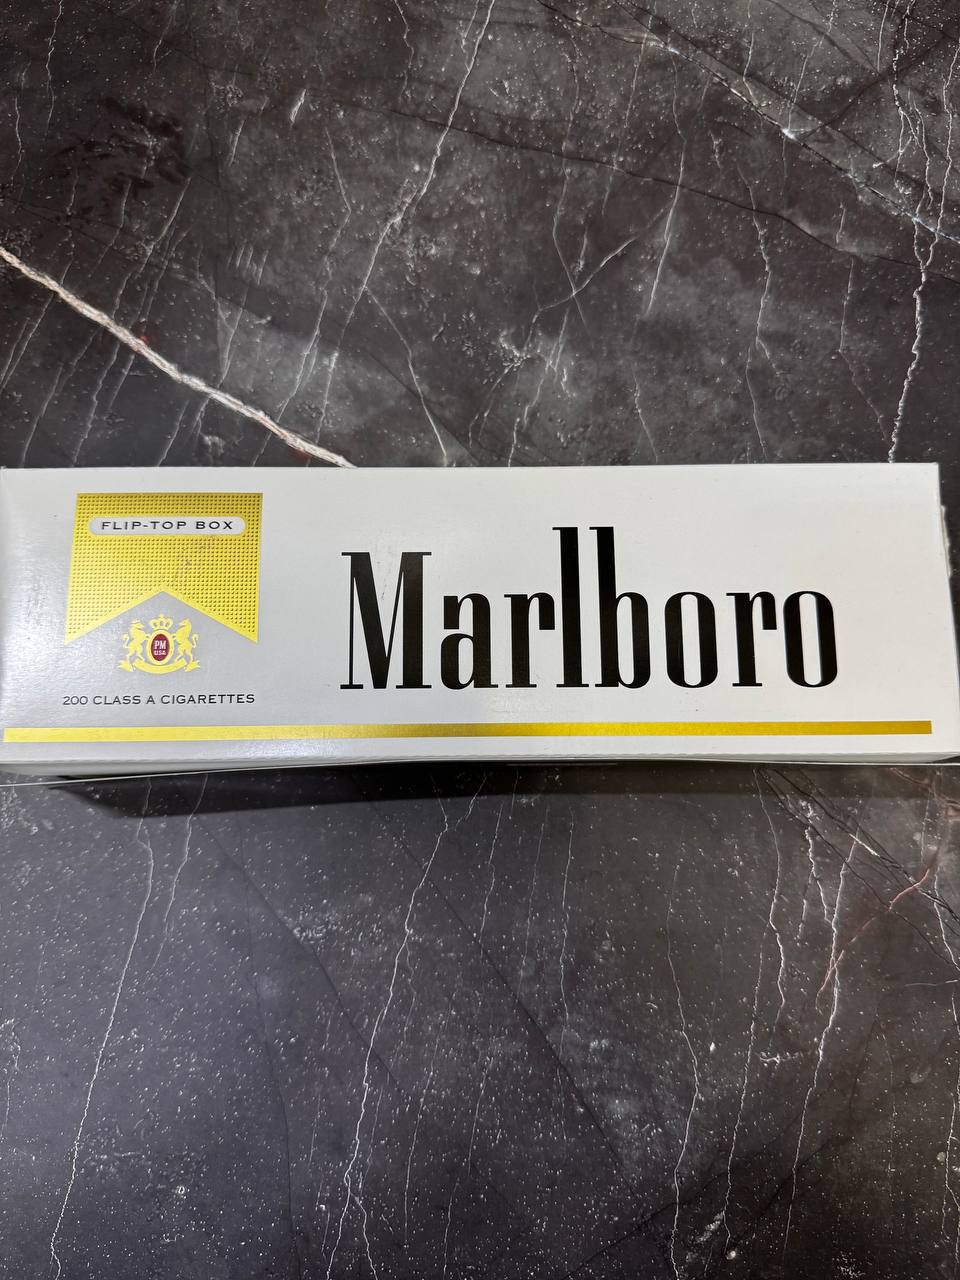 FLIP-TOP BOX
Marlboro
PM
USA
200 CLASS A CIGARETTES